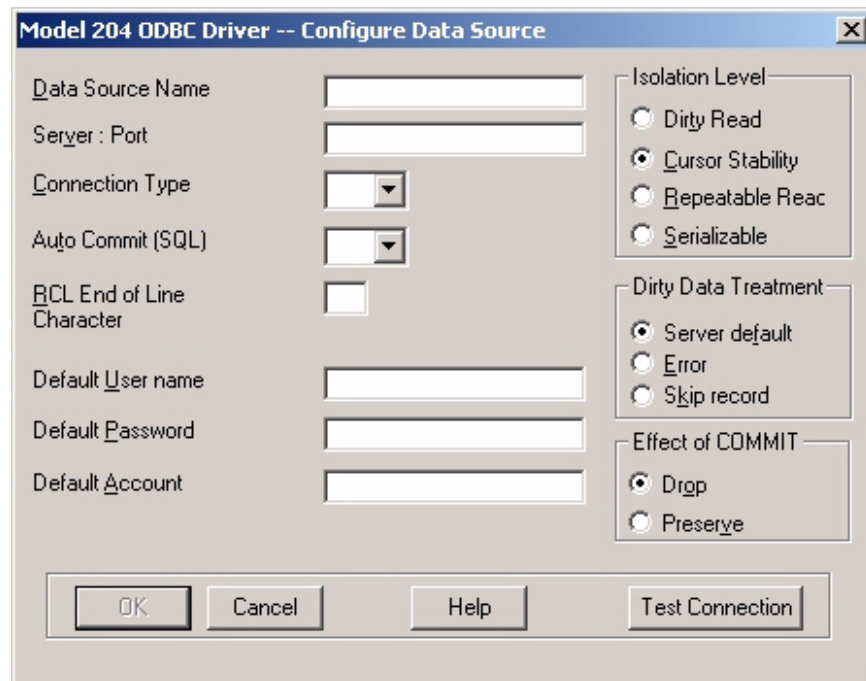 Model 204 ODBC Driver -- Configure Data Source
Data Source Name
Server : Port
Connection Type
Auto Commit (SQL)
RCL End of Line
Character
Default User name
Default Password
Default Account
Isolation Level
Dirty Read
Cursor Stability
Repeatable Reac
Serializable
Dirty Data Treatment
Server default
Error
Skip record
Effect of COMMIT
Drop
Preserve
OK
Cancel
Help
Test Connection